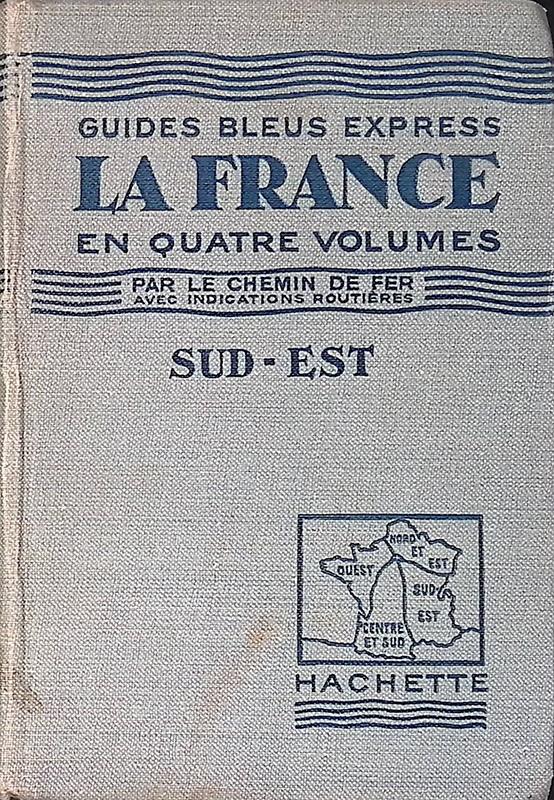 GUIDES BLEUS EXPRESS
LA FRANCE
EN QUATRE VOLUMES
PAR LE CHEMIN DE FER
AVEC INDICATIONS ROUTIÈRES
SUD-EST
NORD
ET
EST
OUEST
SUD
EST
CENTRE
ET SUD
HACHETTE